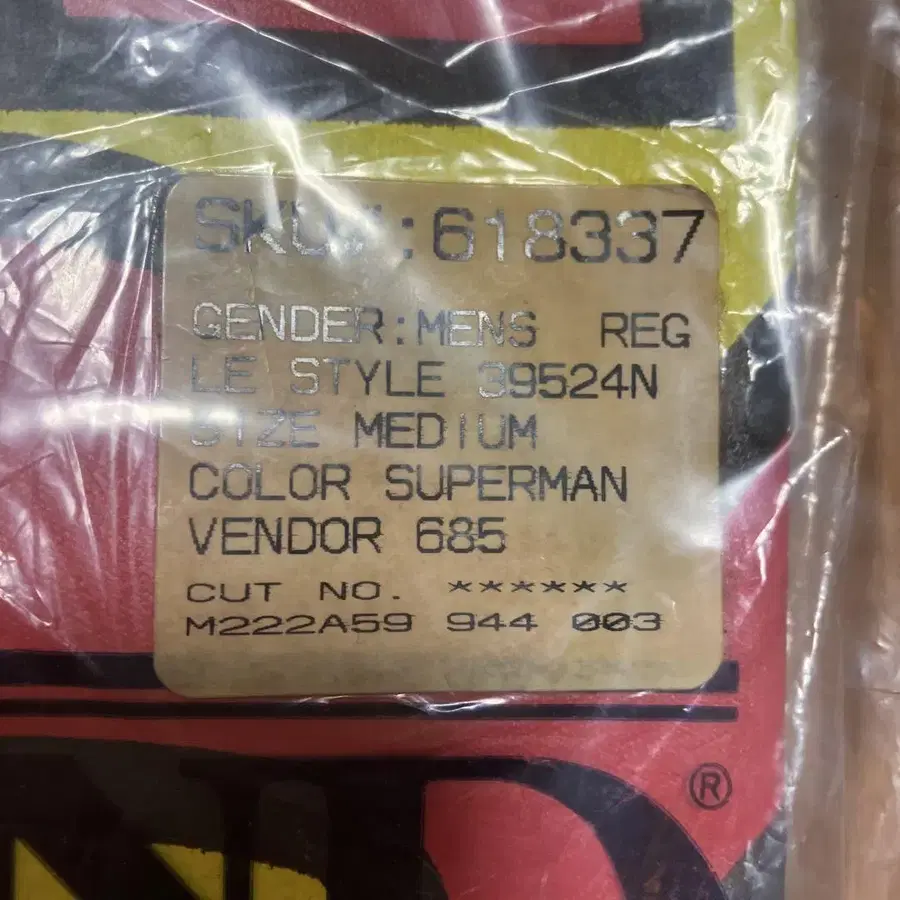 SKU#:618337
GENDER:MENS REG
LE STYLE 39524N
SIZE MEDIUM
COLOR SUPERMAN
VENDOR 685
CUT NO. ******
M222A59 944 003
®